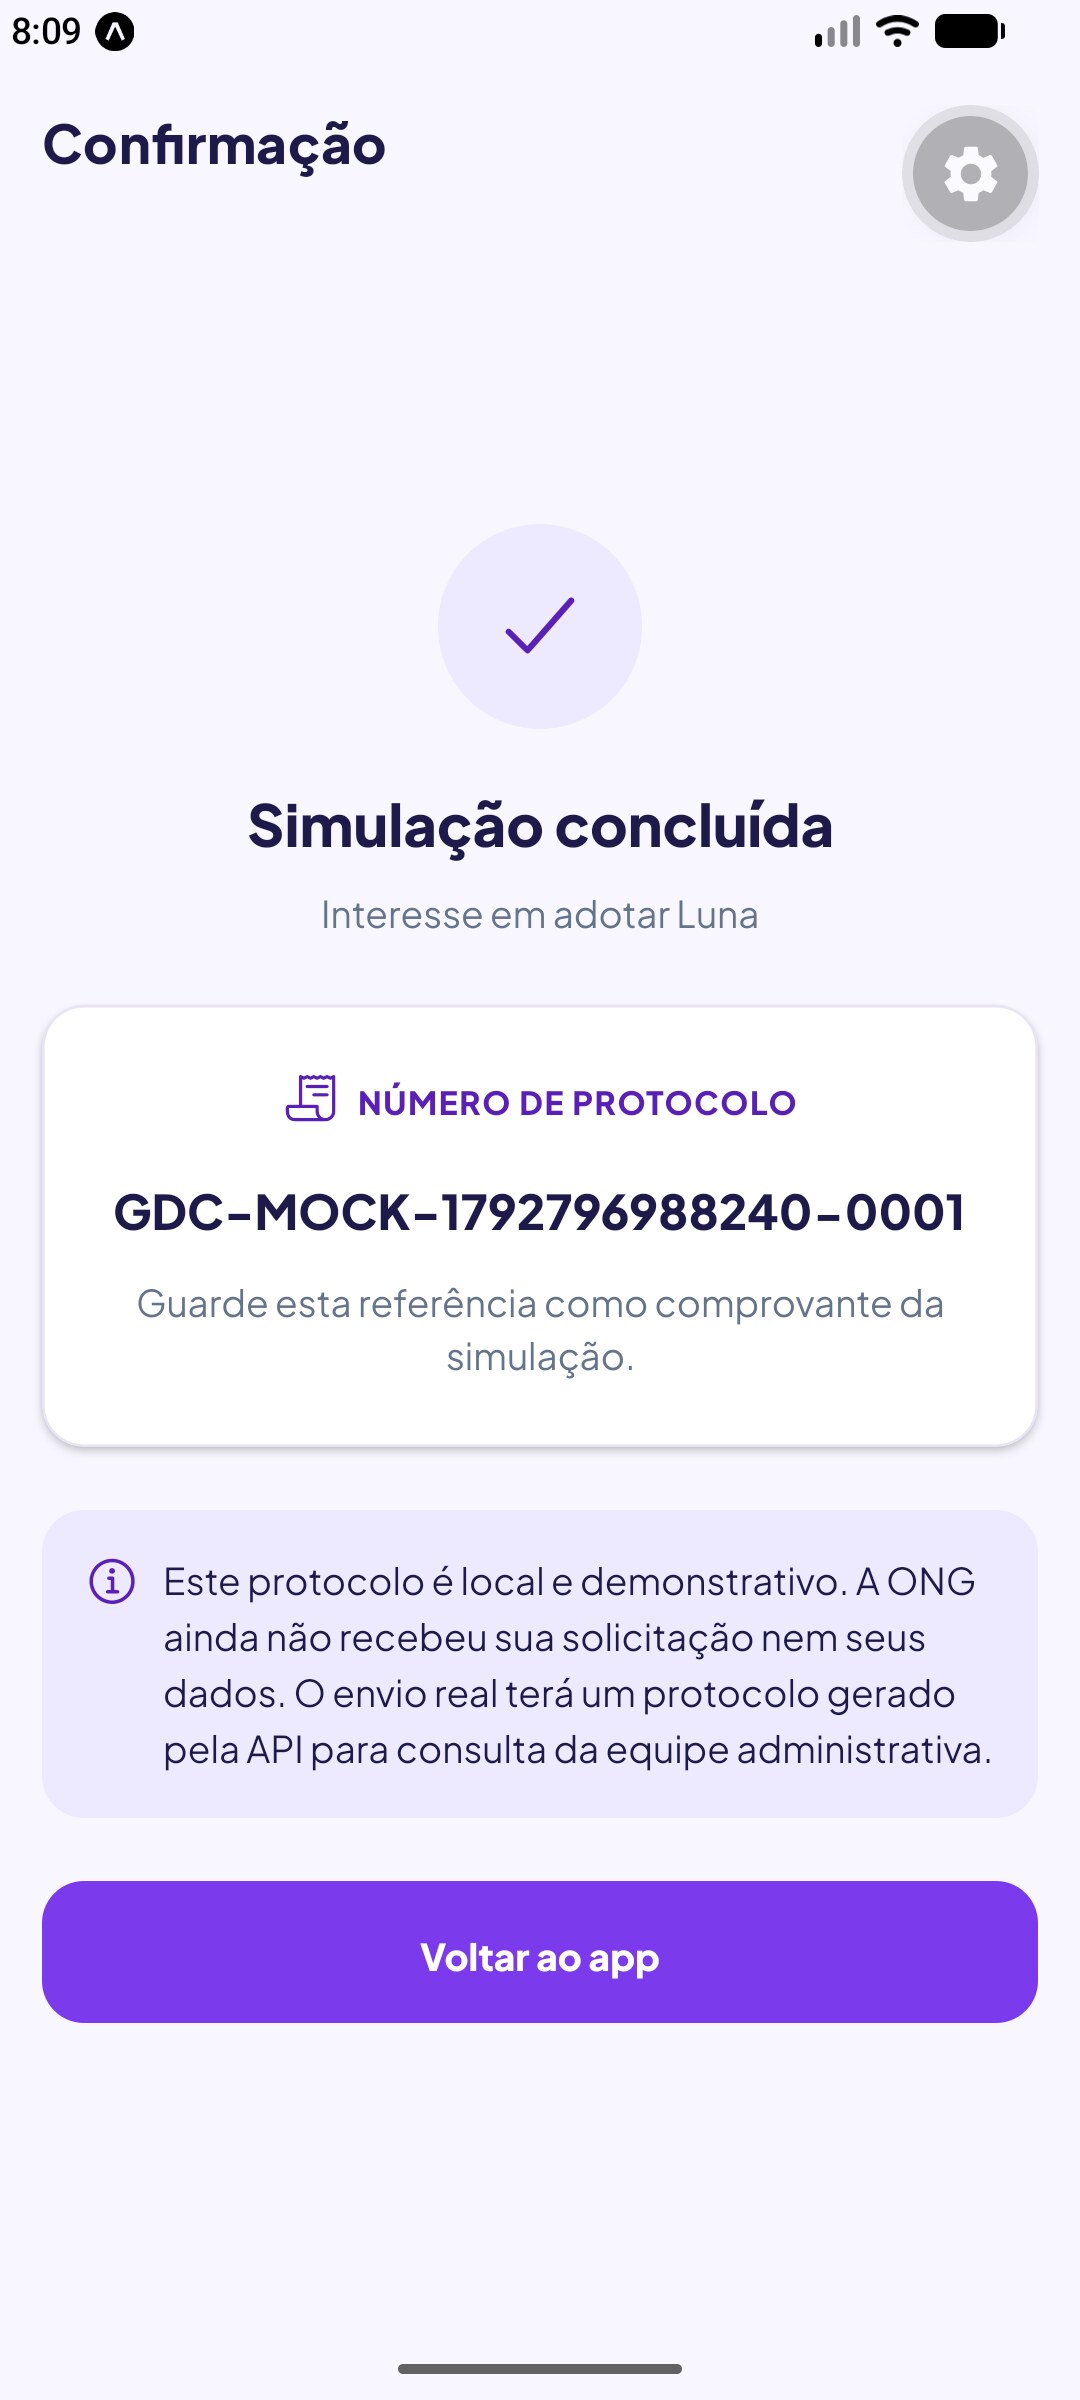 8:09
Confirmação
Simulação concluída
Interesse em adotar Luna
NÚMERO DE PROTOCOLO
GDC-MOCK-1792796988240-0001
Guarde esta referência como comprovante da
simulação.
Este protocolo é local e demonstrativo. A ONG
ainda não recebeu sua solicitação nem seus
dados. O envio real terá um protocolo gerado
pela API para consulta da equipe administrativa.
Voltar ao app